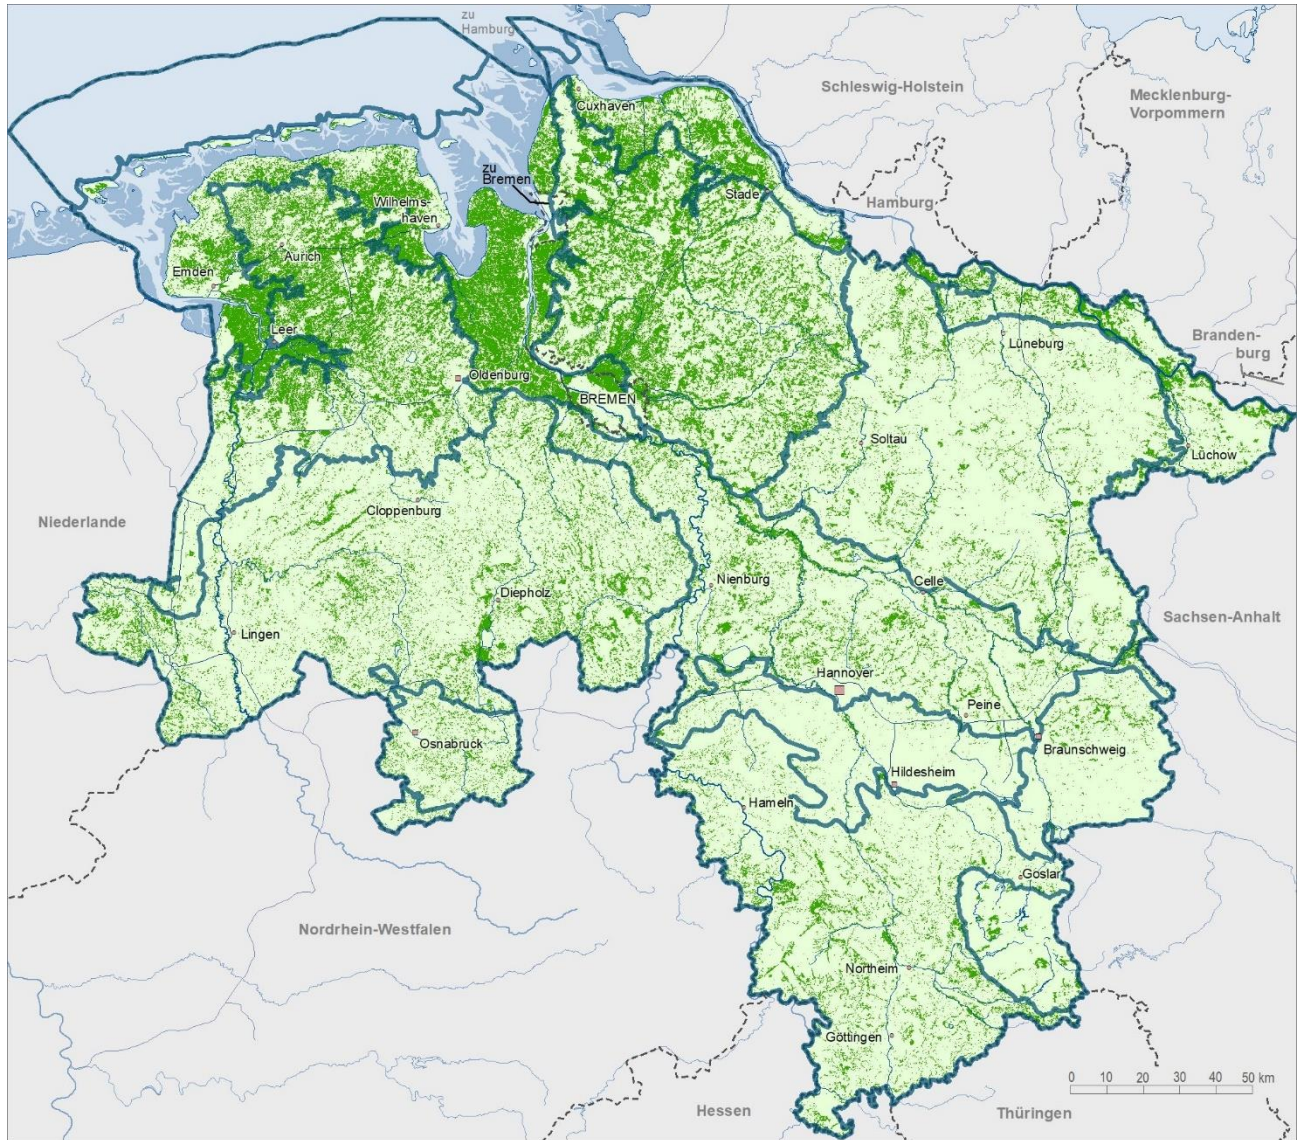 zu
Hamburg
Schleswig-Holstein
Mecklenburg-
Vorpommern
Cuxhaven
zu
Bremen
Stade
Hamburg
Wilhelms-
haven
Aurich
Emden
Leer
Lüneburg
Branden-
burg
Oldenburg
BREMEN
Soltau
Lüchow
Niederlande
Cloppenburg
Nienburg
Celle
Diepholz
Sachsen-Anhalt
Lingen
Hannover
Peine
Osnabrück
Braunschweig
Hildesheim
Hameln
Goslar
Nordrhein-Westfalen
Northeim
Göttingen
0 10 20 30 40 50 km
Hessen
Thüringen